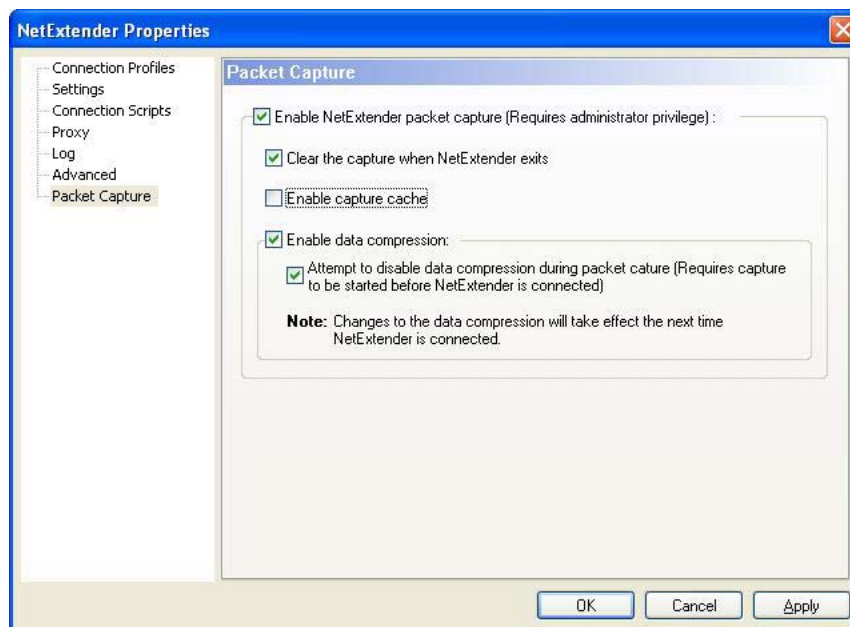 NetExtender Properties
Connection Profiles
Settings
Connection Scripts
Proxy
Log
Advanced
Packet Capture
Packet Capture
Enable NetExtender packet capture (Requires administrator privilege) :
Clear the capture when NetExtender exits
Enable capture cache
Enable data compression:
Attempt to disable data compression during packet cature (Requires capture
to be started before NetExtender is connected)
Note: Changes to the data compression will take effect the next time
NetExtender is connected.
OK
Cancel
Apply